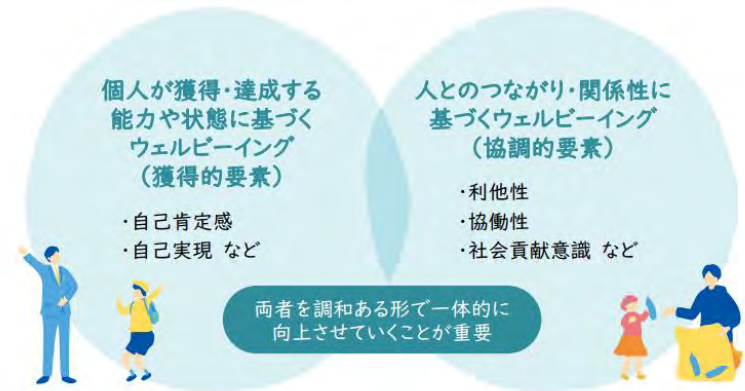 個人が獲得・達成する
能力や状態に基づく
ウェルビーイング
（獲得的要素）
・自己肯定感
・自己実現 など
人とのつながり・関係性に
基づくウェルビーイング
（協調的要素）
・利他性
・協働性
・社会貢献意識 など
両者を調和ある形で一体的に
向上させていくことが重要